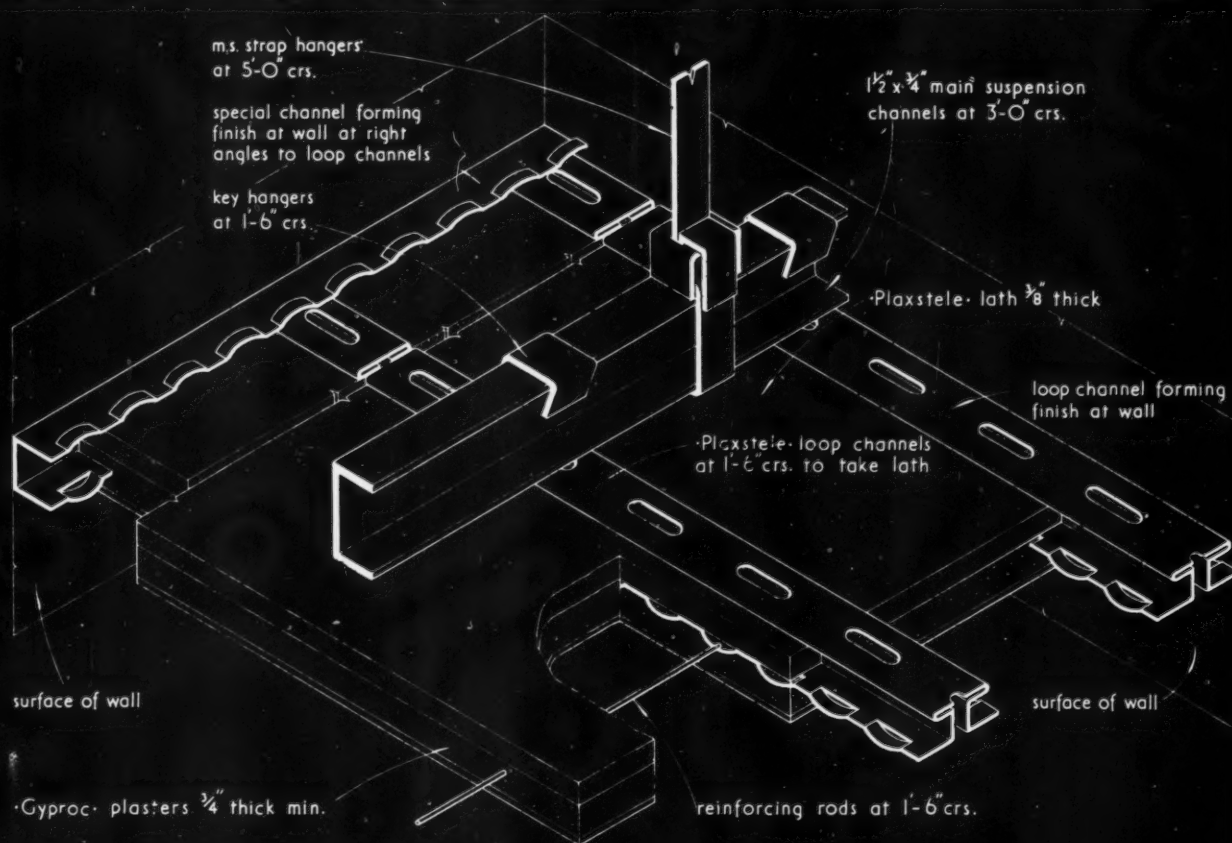 m.s. strap hangers
at 5'-0" crs.
special channel forming
finish at wall at right
angles to loop channels
key hangers
at 1'-6" crs.
1½" x ¾" main suspension
channels at 3'-0" crs.
·Plaxstele· lath ⅜" thick
loop channel forming
finish at wall
·Plaxstele· loop channels
at 1'-6" crs. to take lath
surface of wall
surface of wall
·Gyproc· plasters ¾" thick min.
reinforcing rods at 1'-6" crs.